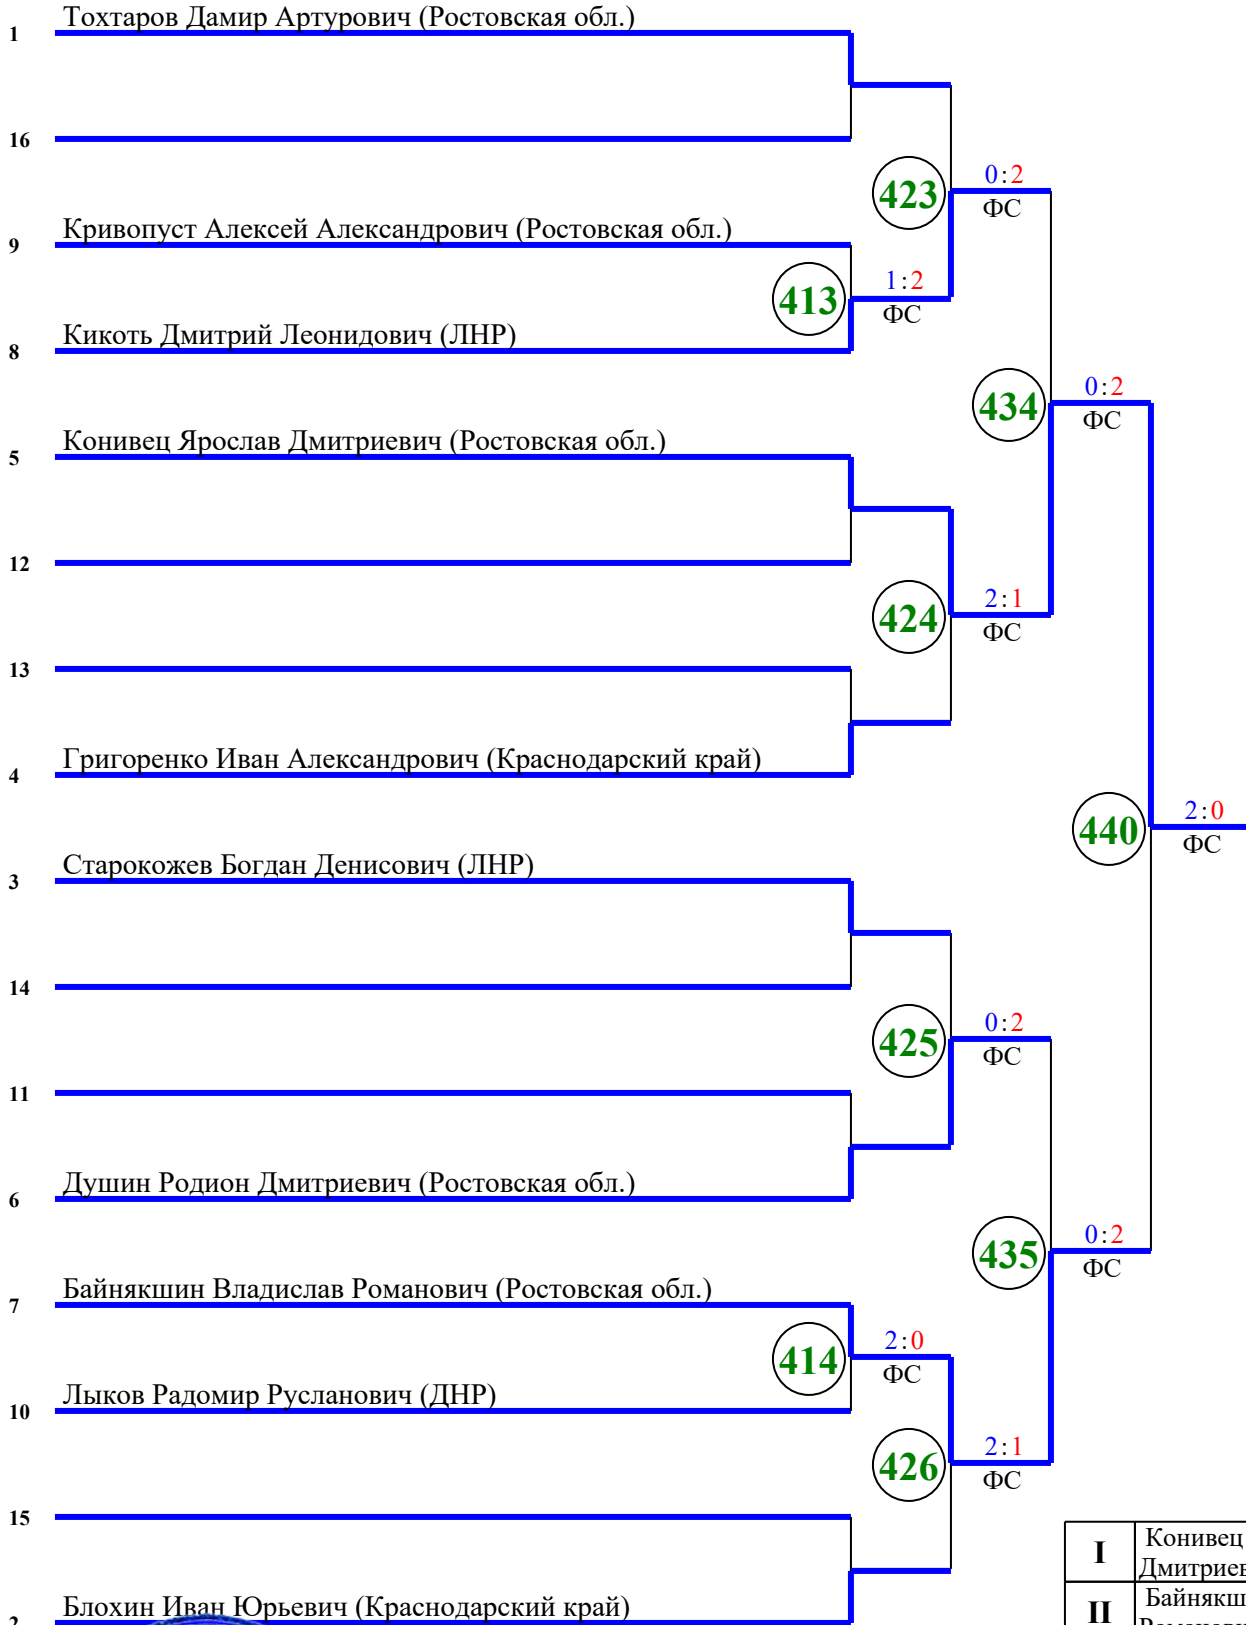 Тохтаров Дамир Артурович (Ростовская обл.)
1
16
423
0:2
ФС
Кривопуст Алексей Александрович (Ростовская обл.)
9
413
1:2
ФС
Кикоть Дмитрий Леонидович (ЛНР)
8
434
0:2
ФС
Конивец Ярослав Дмитриевич (Ростовская обл.)
5
12
424
2:1
ФС
13
Григоренко Иван Александрович (Краснодарский край)
4
440
2:0
ФС
Старокожев Богдан Денисович (ЛНР)
3
14
425
0:2
ФС
11
Душин Родион Дмитриевич (Ростовская обл.)
6
435
0:2
ФС
Байнякшин Владислав Романович (Ростовская обл.)
7
414
2:0
ФС
Лыков Радомир Русланович (ДНР)
10
426
2:1
ФС
15
Блохин Иван Юрьевич (Краснодарский край)
2
I
Конивец
Дмитриев
II
Байнякш